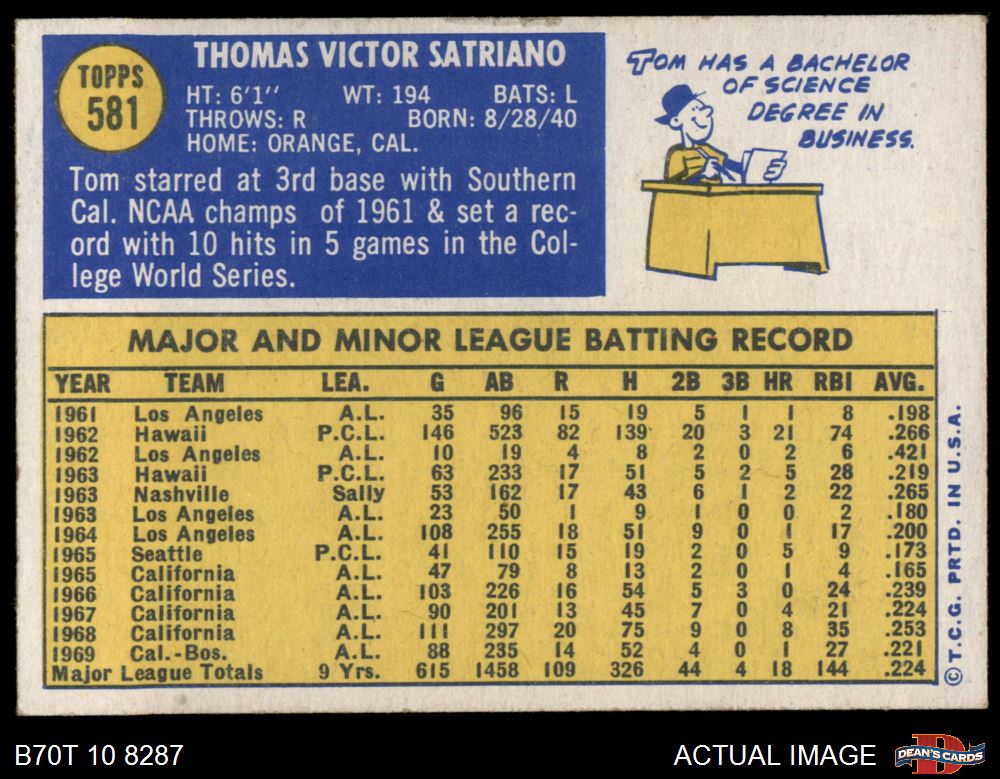 TOPPS
581
THOMAS VICTOR SATRIANO
HT: 6'1" WT: 194 BATS: L
THROWS: R BORN: 8/28/40
HOME: ORANGE, CAL.
Tom starred at 3rd base with Southern
Cal. NCAA champs of 1961 & set a rec-
ord with 10 hits in 5 games in the Col-
lege World Series.
TOM HAS A BACHELOR
OF SCIENCE
DEGREE IN
BUSINESS.
MAJOR AND MINOR LEAGUE BATTING RECORD
YEAR TEAM LEA. G AB R H 2B 3B HR RBI AVG.
1961 Los Angeles A.L. 35 96 15 19 5 1 1 8 .198
1962 Hawaii P.C.L. 146 523 82 139 20 3 21 74 .266
1962 Los Angeles A.L. 10 19 4 8 2 0 2 6 .421
1963 Hawaii P.C.L. 63 233 17 51 5 2 5 28 .219
1963 Nashville Sally 53 162 17 43 6 1 2 22 .265
1963 Los Angeles A.L. 23 50 1 9 1 0 0 2 .180
1964 Los Angeles A.L. 108 255 18 51 9 0 1 17 .200
1965 Seattle P.C.L. 41 110 15 19 2 0 5 9 .173
1965 California A.L. 47 79 8 13 2 0 1 4 .165
1966 California A.L. 103 226 16 54 5 3 0 24 .239
1967 California A.L. 90 201 13 45 7 0 4 21 .224
1968 California A.L. 111 297 20 75 9 0 8 35 .253
1969 Cal.-Bos. A.L. 88 235 14 52 4 0 1 27 .221
Major League Totals 9 Yrs. 615 1458 109 326 44 4 18 144 .224
© T.C.G. PRTD. IN U.S.A.
B70T 10 8287
ACTUAL IMAGE
DEAN'S CARDS